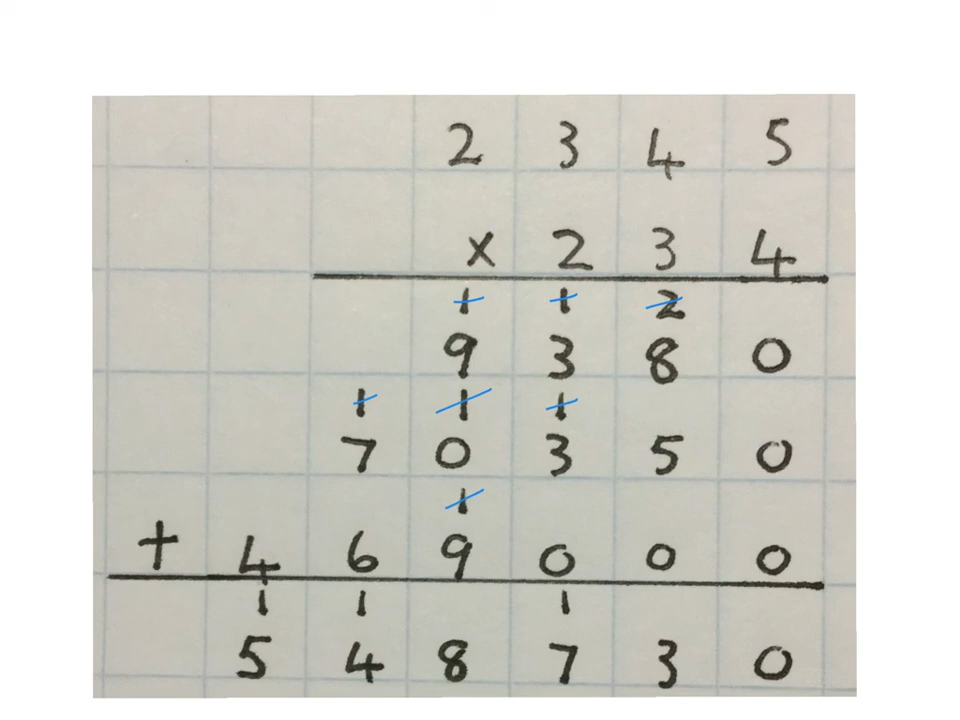 2 3 4 5
x 2 3 4
1 1 2
9 3 8 0
1 1 1
7 0 3 5 0
1
+ 4 6 9 0 0 0
1 1 1
5 4 8 7 3 0